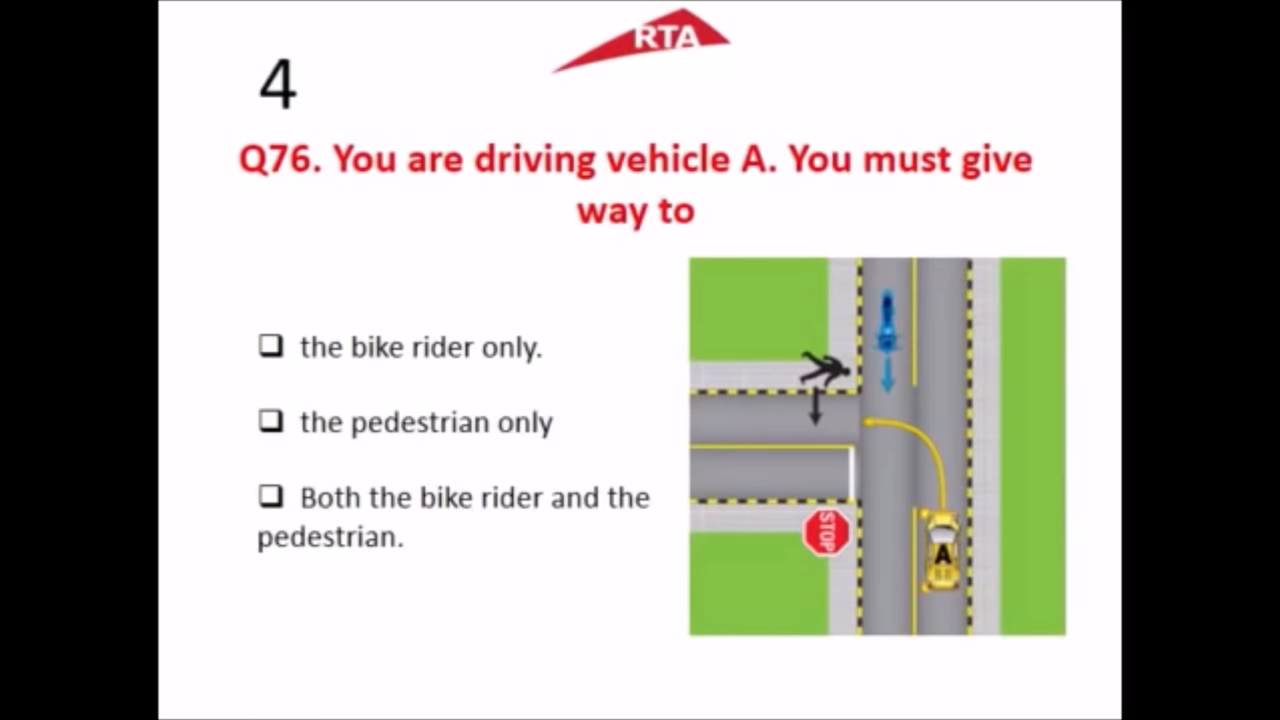 RTA
4
Q76. You are driving vehicle A. You must give
way to
the bike rider only.
the pedestrian only
Both the bike rider and the
pedestrian.
STOP
A